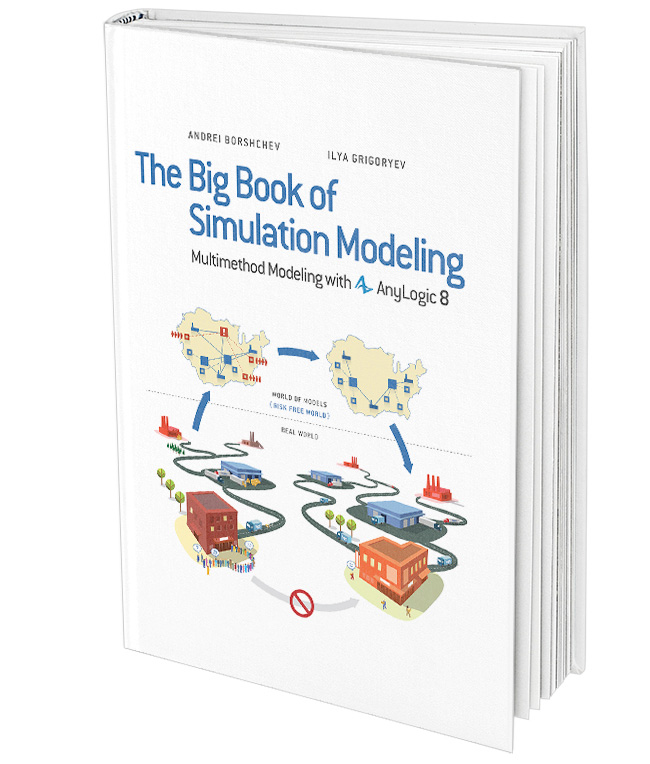 ANDREI BORSHCHEV
ILYA GRIGORYEV
The Big Book of
Simulation Modeling
Multimethod Modeling with AnyLogic 8
WORLD OF MODELS
(RISK FREE WORLD)
REAL WORLD